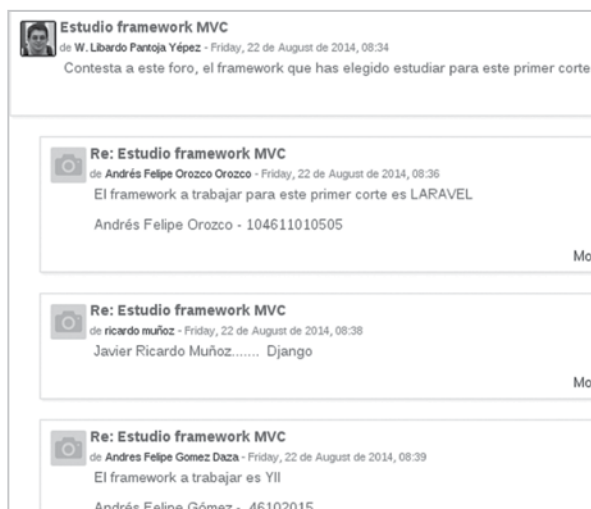 Estudio framework MVC
de W. Libardo Pantoja Yépez - Friday, 22 de August de 2014, 08:34
Contesta a este foro, el framework que has elegido estudiar para este primer corte
Re: Estudio framework MVC
de Andrés Felipe Orozco Orozco - Friday, 22 de August de 2014, 08:36
El framework a trabajar para este primer corte es LARAVEL
Andrés Felipe Orozco - 104611010505
Mo
Re: Estudio framework MVC
de ricardo muñoz - Friday, 22 de August de 2014, 08:38
Javier Ricardo Muñoz....... Django
Mo
Re: Estudio framework MVC
de Andres Felipe Gomez Daza - Friday, 22 de August de 2014, 08:39
El framework a trabajar es YII
Andrés Felipe Gómez - 46102015